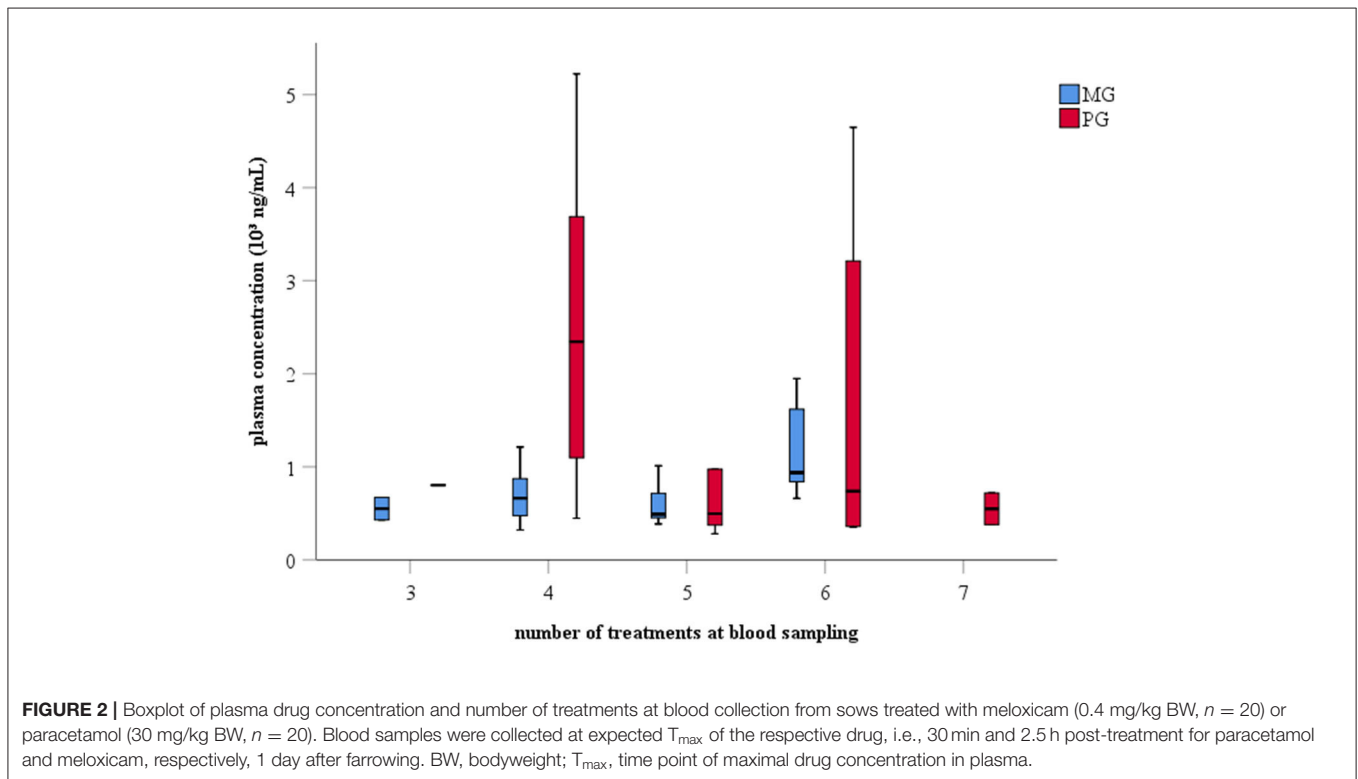 MG
PG
5
4
3
2
1
0
plasma concentration (10³ ng/mL)
3 4 5 6 7
number of treatments at blood sampling
FIGURE 2 | Boxplot of plasma drug concentration and number of treatments at blood collection from sows treated with meloxicam (0.4 mg/kg BW, n = 20) or
paracetamol (30 mg/kg BW, n = 20). Blood samples were collected at expected Tmax of the respective drug, i.e., 30 min and 2.5 h post-treatment for paracetamol
and meloxicam, respectively, 1 day after farrowing. BW, bodyweight; Tmax, time point of maximal drug concentration in plasma.